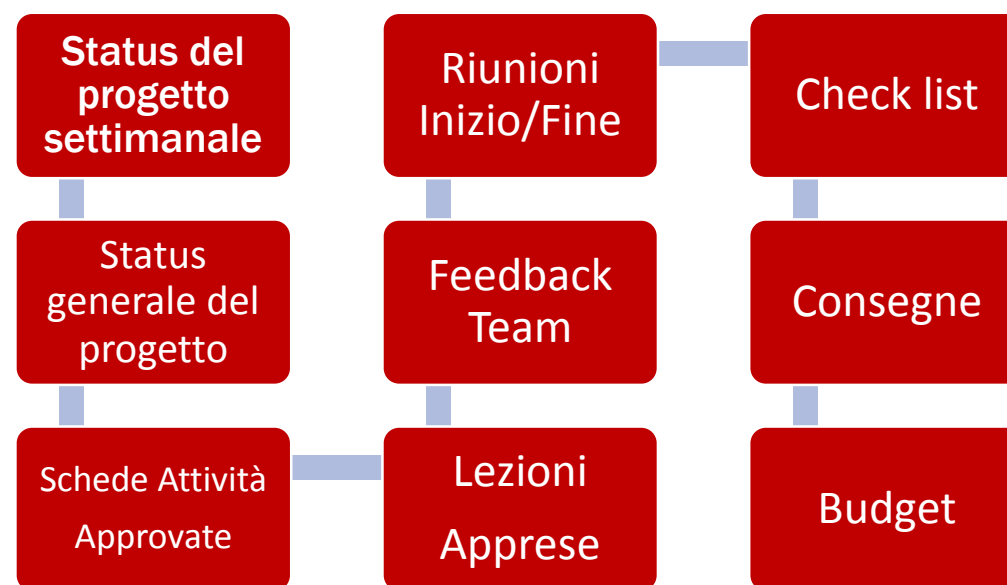 Status del
progetto
settimanale
Status
generale del
progetto
Schede Attività
Approvate
Lezioni
Apprese
Feedback
Team
Riunioni
Inizio/Fine
Check list
Consegne
Budget